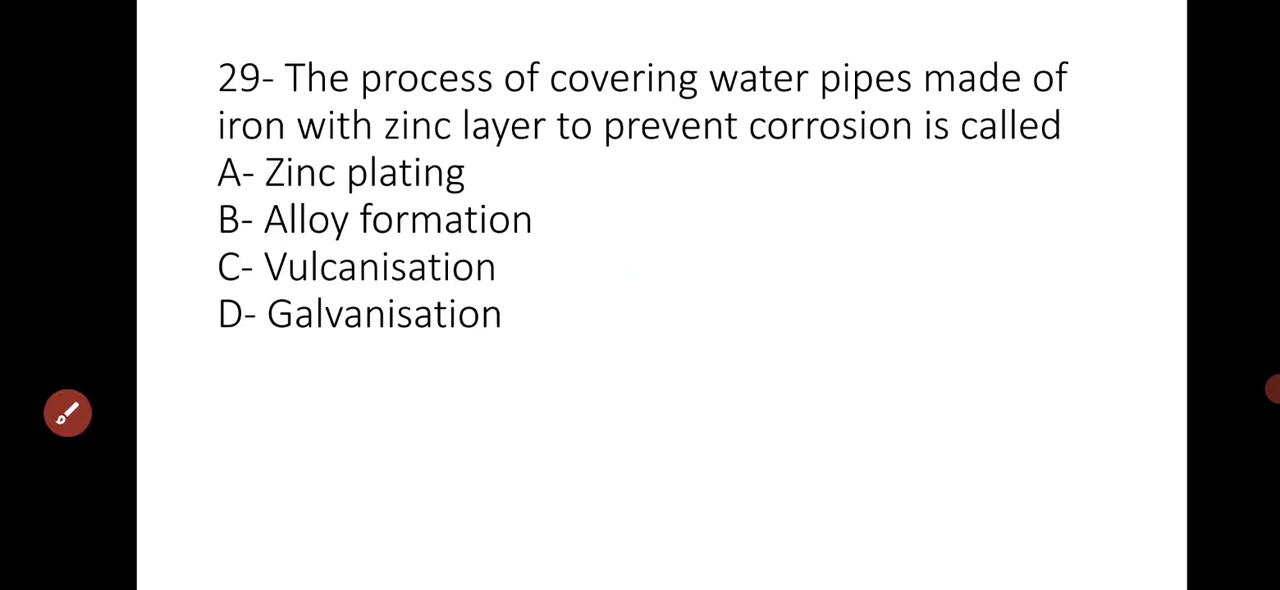 29- The process of covering water pipes made of
iron with zinc layer to prevent corrosion is called
A- Zinc plating
B- Alloy formation
C- Vulcanisation
D- Galvanisation